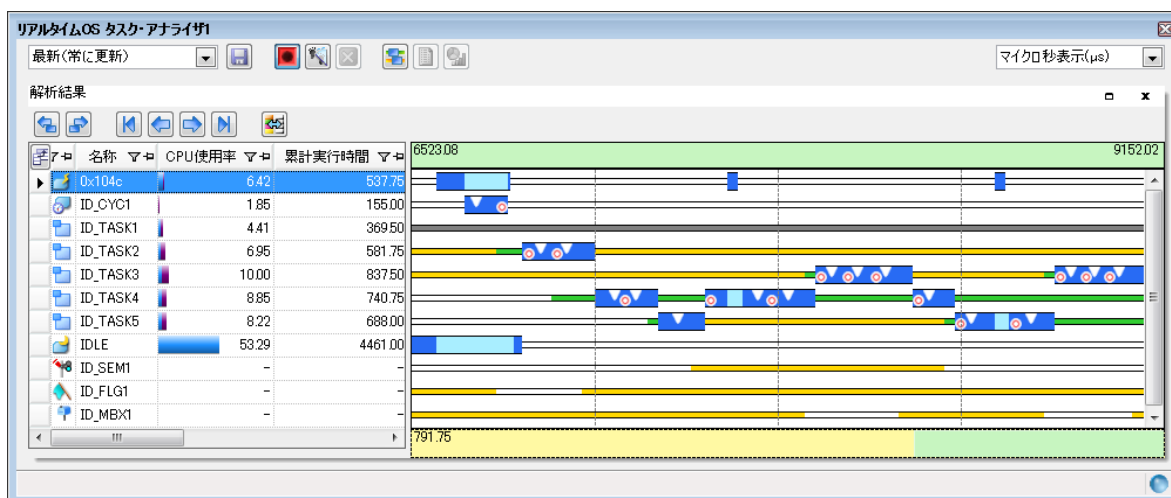 リアルタイムOS タスク・アナライザ1
最新(常に更新) マイクロ秒表示(μs)
解析結果
ア 名称 CPU使用率 累計実行時間 6523.08 9152.02
0x104c 6.42 537.75
ID_CYC1 1.85 155.00
ID_TASK1 4.41 369.50
ID_TASK2 6.95 581.75
ID_TASK3 10.00 837.50
ID_TASK4 8.85 740.75
ID_TASK5 8.22 688.00
IDLE 53.29 4461.00
ID_SEM1 - -
ID_FLG1 - -
ID_MBX1 - -
791.75